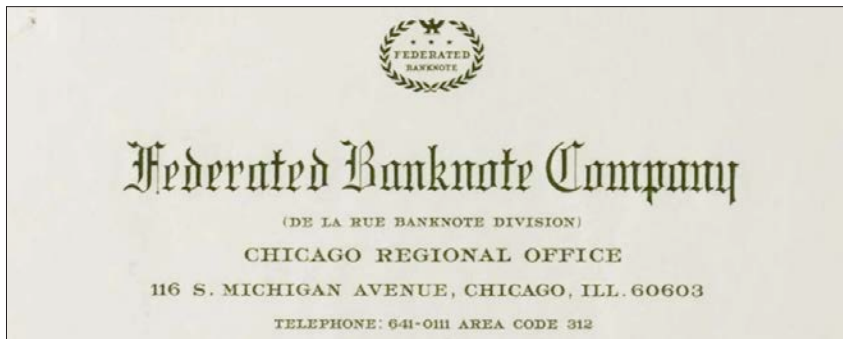 FEDERATED
BANKNOTE
Federated Banknote Company
(DE LA RUE BANKNOTE DIVISION)
CHICAGO REGIONAL OFFICE
116 S. MICHIGAN AVENUE, CHICAGO, ILL. 60603
TELEPHONE: 641-0111 AREA CODE 312